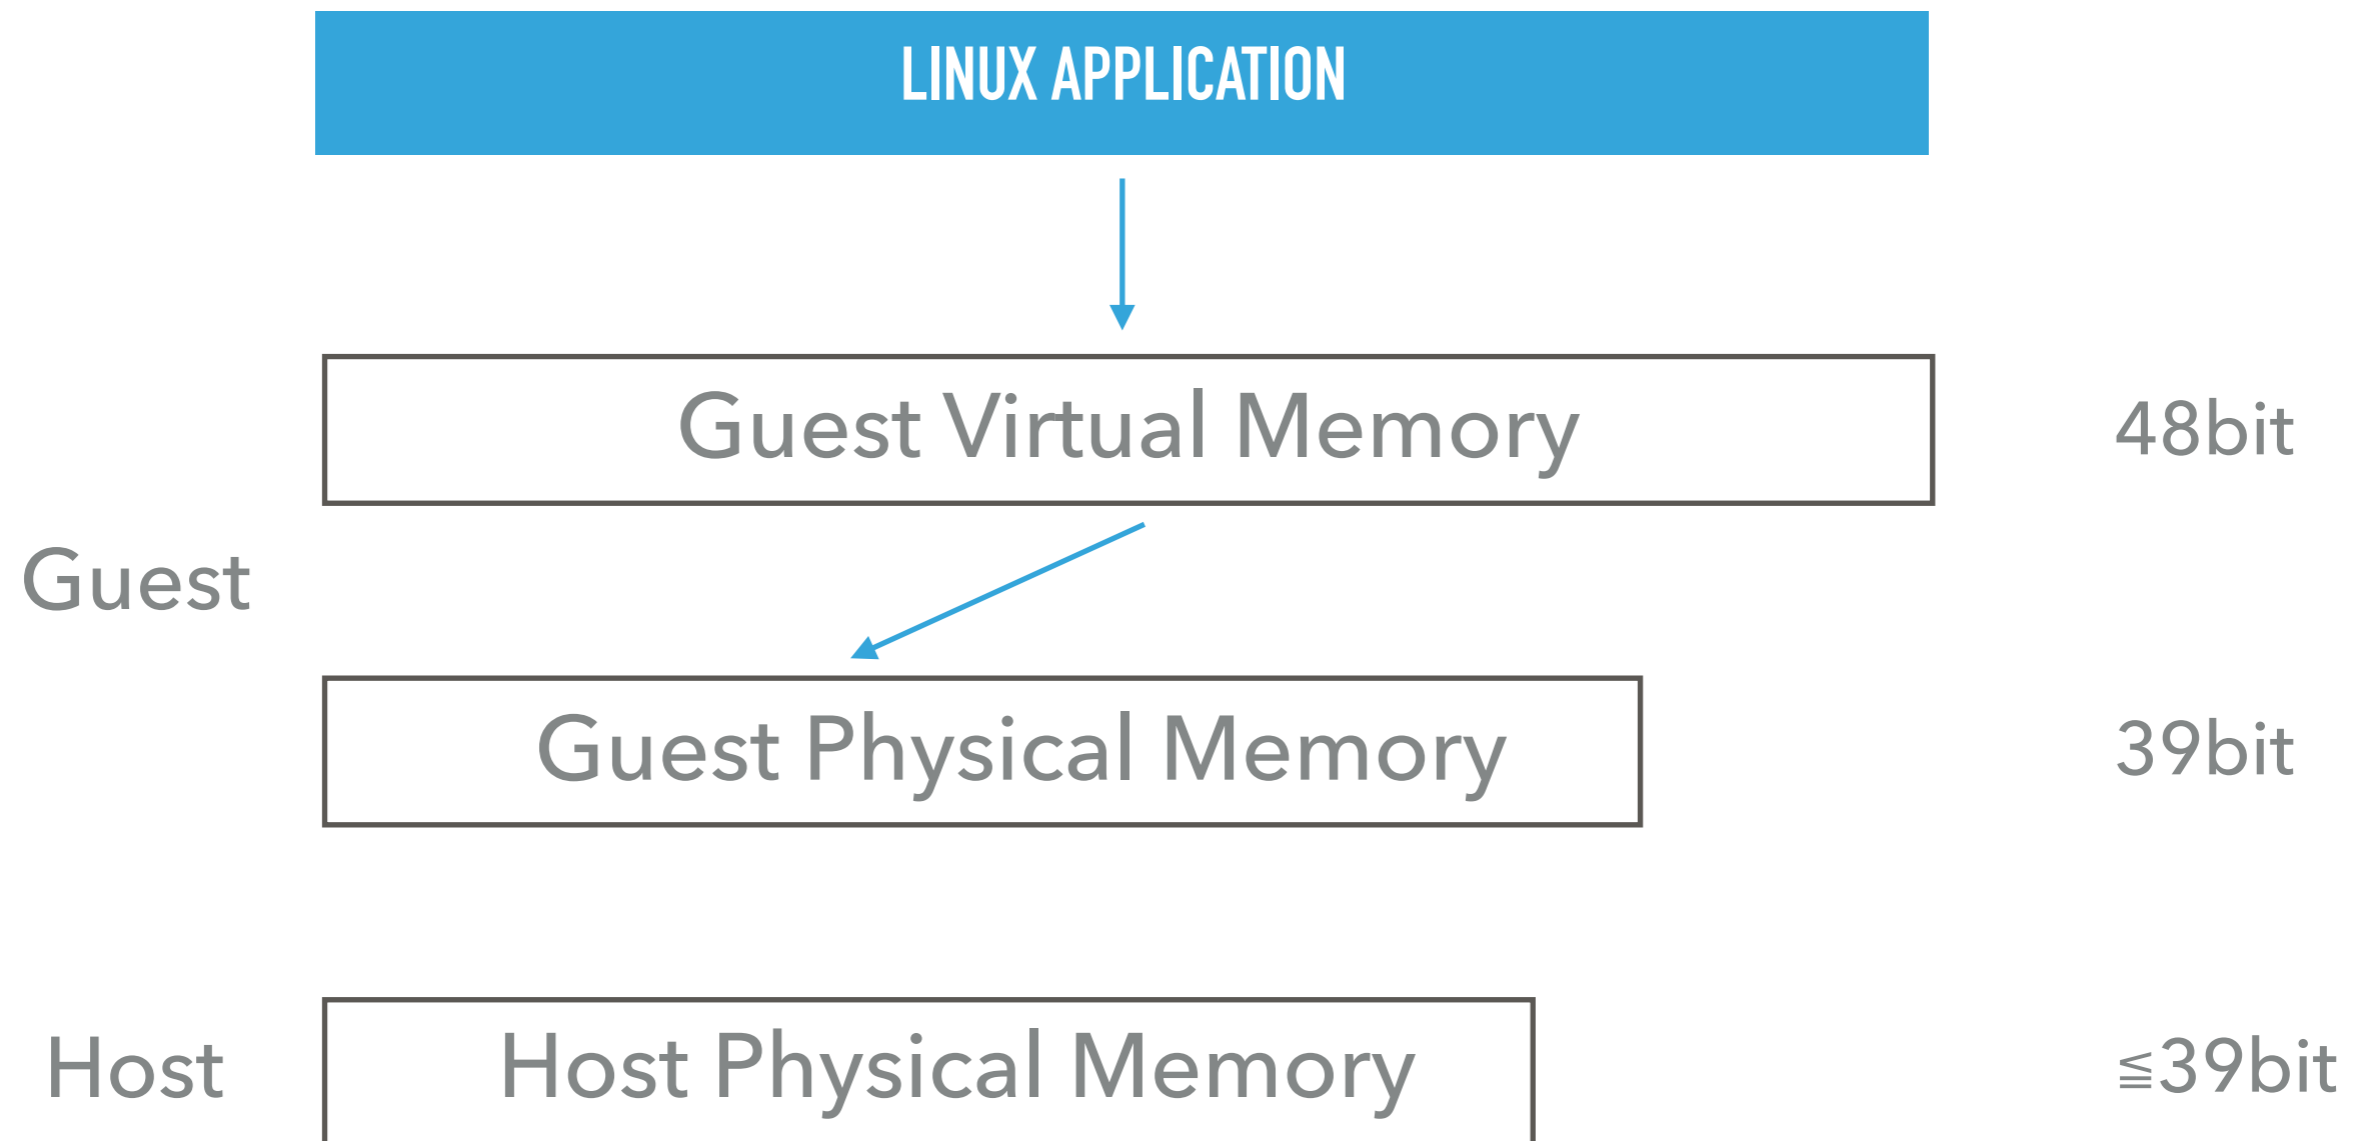 LINUX APPLICATION
Guest Virtual Memory
48bit
Guest
Guest Physical Memory
39bit
Host
Host Physical Memory
≦39bit